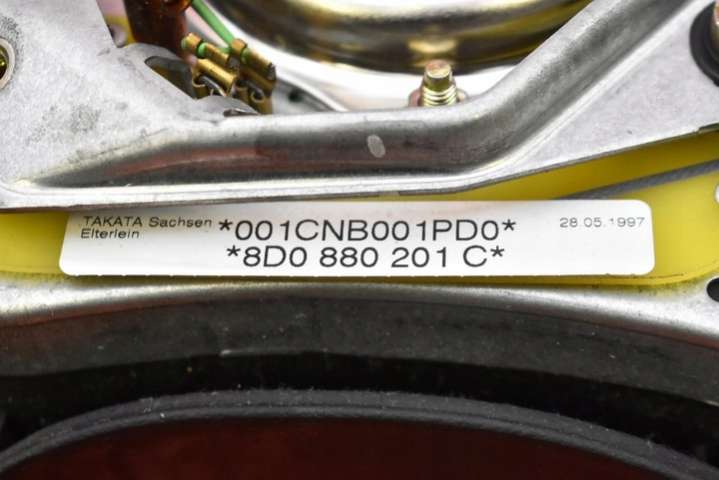 TAKATA Sachsen
Elterlein
*001CNB001PD0*
28.05.1997
*8D0 880 201 C*